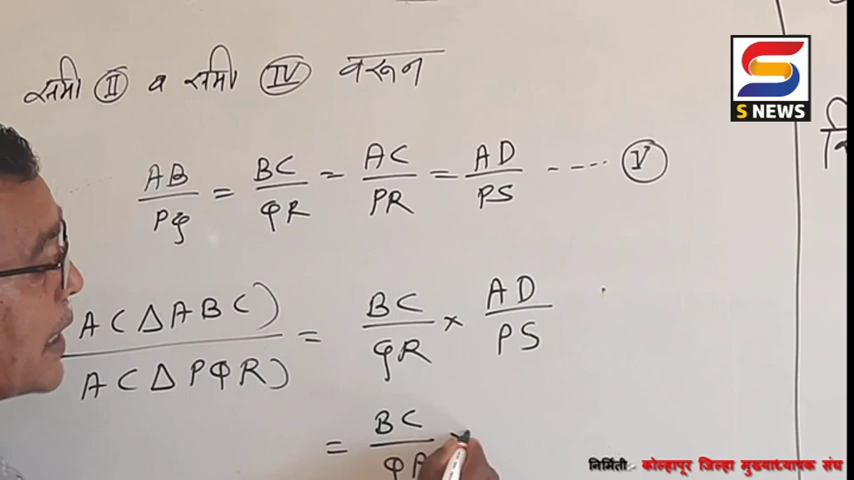 S NEWS
समी II व समी IV वरून
AB/PQ = BC/QR = AC/PR = AD/PS ---- V
A(△ABC)/A(△PQR) = BC/QR × AD/PS
= BC/QR
निर्मिती - कोल्हापूर जिल्हा मुख्याध्यापक संघ